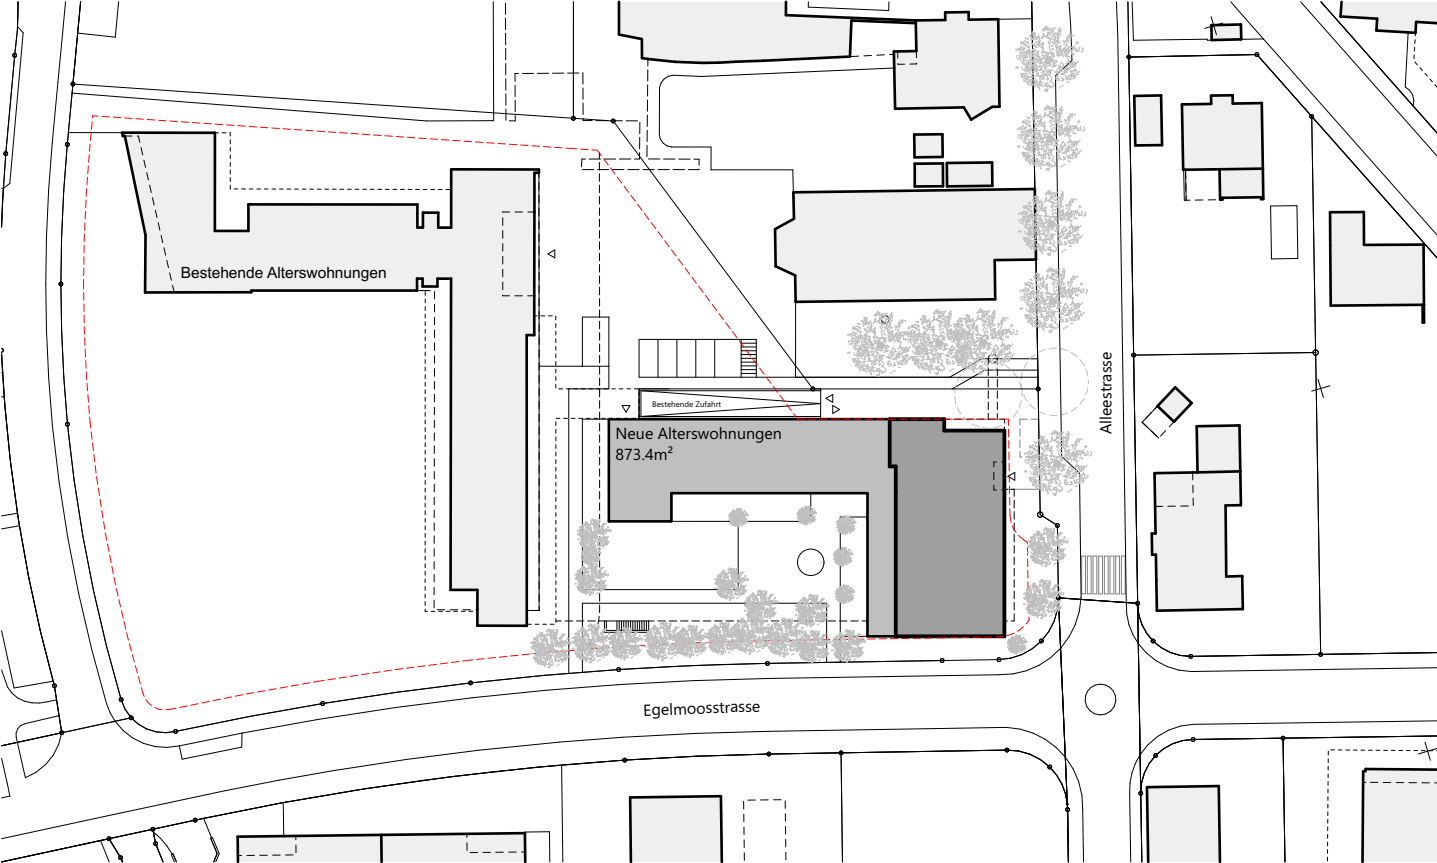 Bestehende Alterswohnungen
Alleestrasse
Bestehende Zufahrt
Neue Alterswohnungen
873.4m²
Egelmoosstrasse